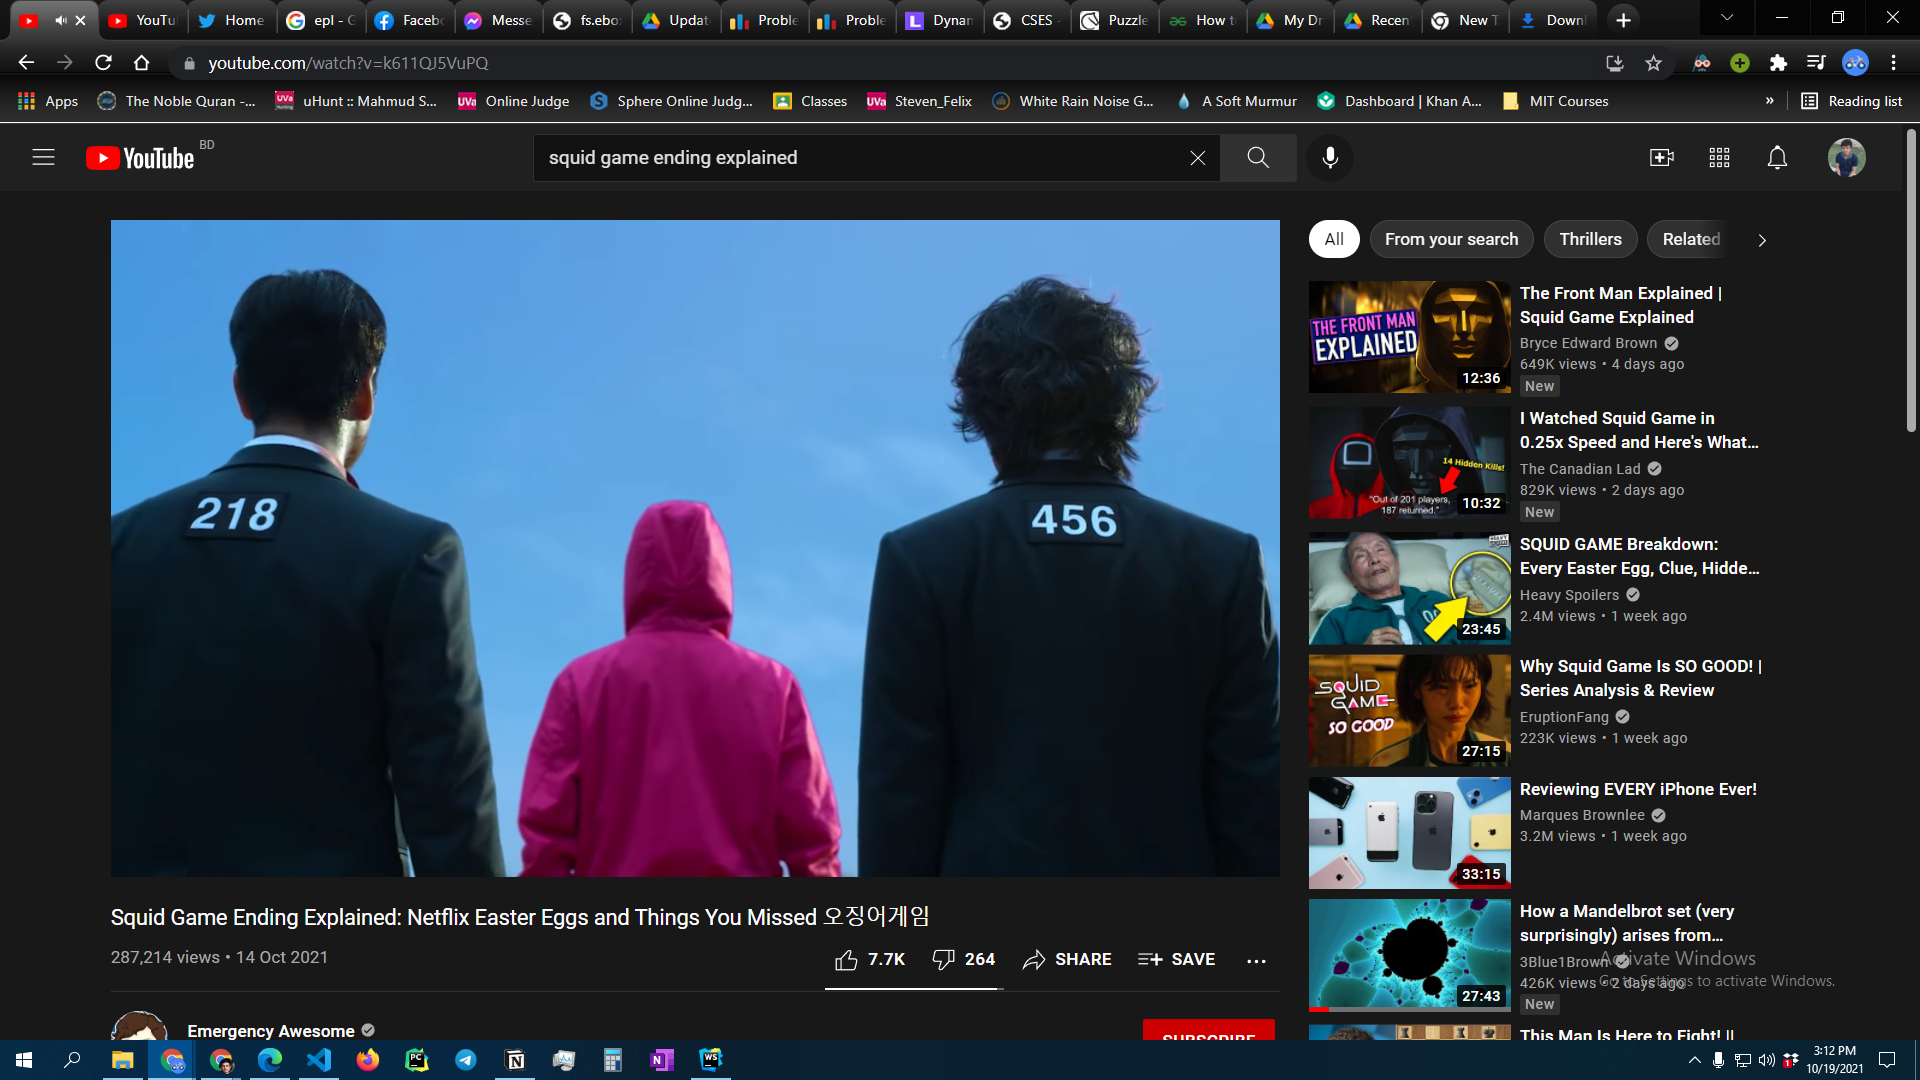 YouTu
Home
epl - G
Facebo
Messe
fs.ebo
Updat
Proble
Proble
Dynan
CSES -
Puzzle
How t
My Dr
Recen
New T
Downl
youtube.com/watch?v=k611QJ5VuPQ
Apps
The Noble Quran -...
uHunt :: Mahmud S...
Online Judge
Sphere Online Judg...
Classes
Steven_Felix
White Rain Noise G...
A Soft Murmur
Dashboard | Khan A...
MIT Courses
»
Reading list
YouTube BD
squid game ending explained
218
456
All
From your search
Thrillers
Related
THE FRONT MAN
EXPLAINED
12:36
The Front Man Explained |
Squid Game Explained
Bryce Edward Brown
649K views • 4 days ago
New
14 Hidden Kills!
"Out of 201 players,
187 returned."
10:32
I Watched Squid Game in
0.25x Speed and Here's What...
The Canadian Lad
829K views • 2 days ago
New
23:45
SQUID GAME Breakdown:
Every Easter Egg, Clue, Hidde...
Heavy Spoilers
2.4M views • 1 week ago
SQUID
GAME
SO GOOD
27:15
Why Squid Game Is SO GOOD! |
Series Analysis & Review
EruptionFang
223K views • 1 week ago
33:15
Reviewing EVERY iPhone Ever!
Marques Brownlee
3.2M views • 1 week ago
27:43
How a Mandelbrot set (very
surprisingly) arises from...
3Blue1Brown
426K views • 2 days ago
New
Activate Windows
Go to Settings to activate Windows.
This Man Is Here to Fight! ||
Squid Game Ending Explained: Netflix Easter Eggs and Things You Missed 오징어게임
287,214 views • 14 Oct 2021
7.7K
264
SHARE
SAVE
Emergency Awesome
SUBSCRIBE
3:12 PM
10/19/2021